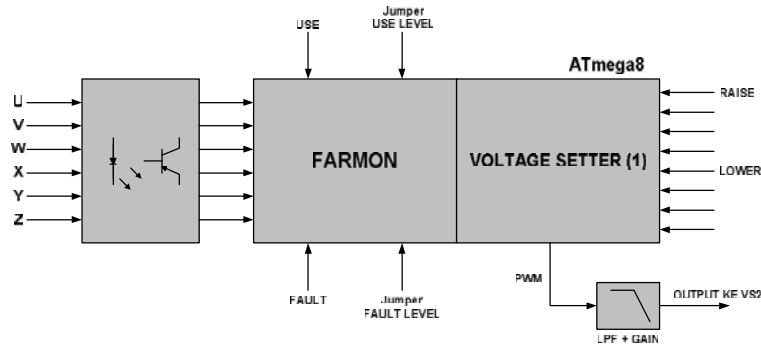 USE
Jumper
USE LEVEL
ATmega8
U
V
W
X
Y
Z
FARMON
VOLTAGE SETTER (1)
RAISE
LOWER
FAULT
Jumper
FAULT LEVEL
PWM
OUTPUT KE VS2
LPF + GAIN